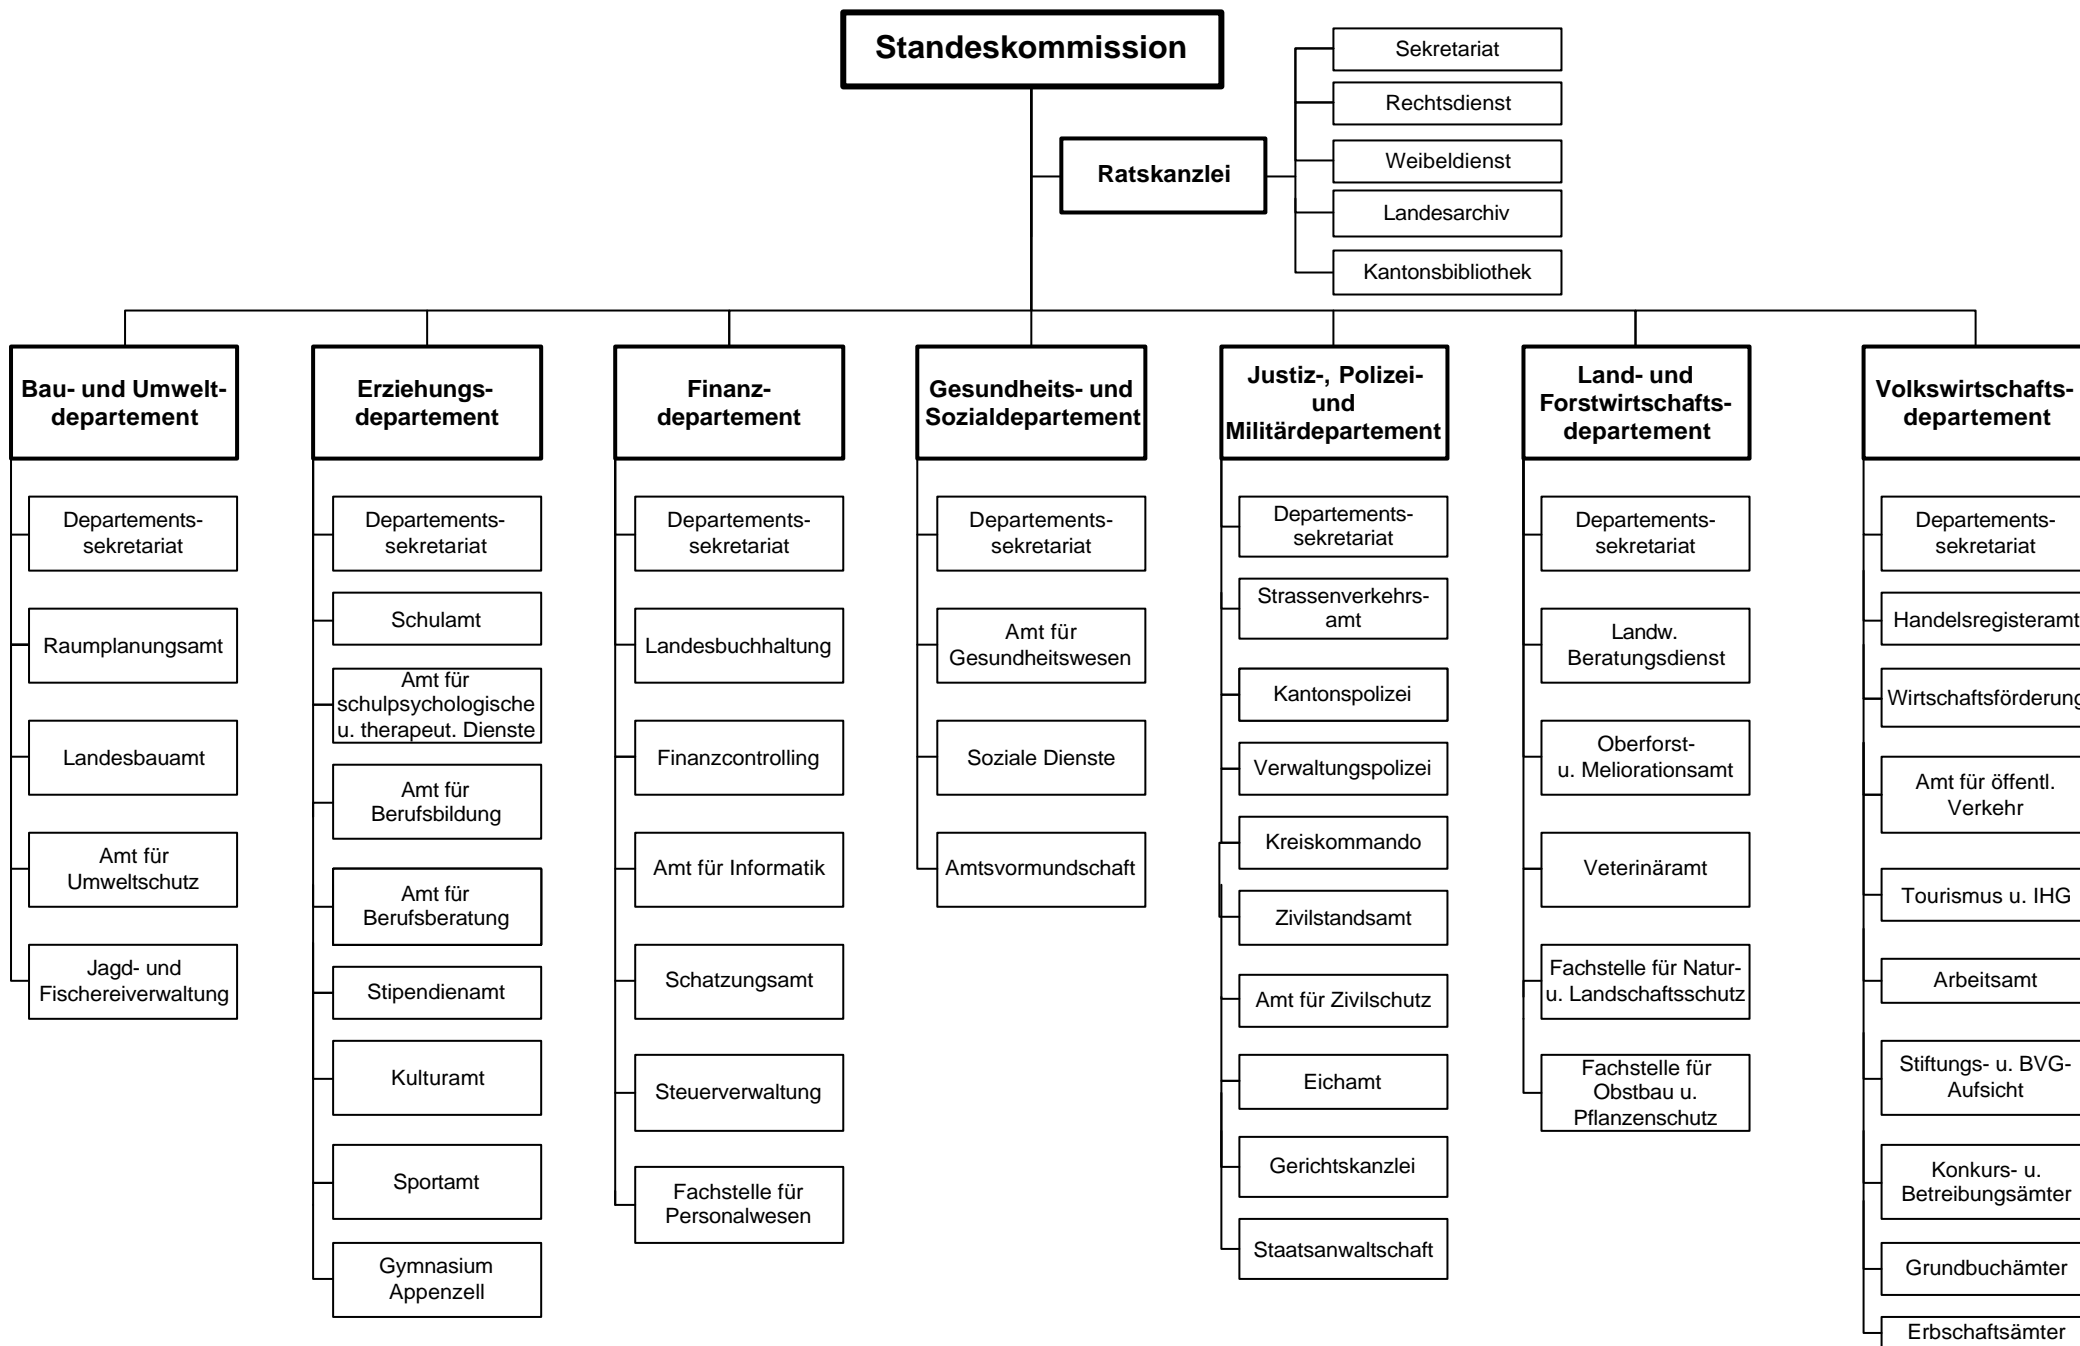 Standeskommission
Sekretariat
Rechtsdienst
Weibeldienst
Landesarchiv
Kantonsbibliothek
Ratskanzlei
Bau- und Umwelt-
departement
Departements-
sekretariat
Raumplanungsamt
Landesbauamt
Amt für
Umweltschutz
Jagd- und
Fischereiverwaltung
Erziehungs-
departement
Departements-
sekretariat
Schulamt
Amt für
schulpsychologische
u. therapeut. Dienste
Amt für
Berufsbildung
Amt für
Berufsberatung
Stipendienamt
Kulturamt
Sportamt
Gymnasium
Appenzell
Finanz-
departement
Departements-
sekretariat
Landesbuchhaltung
Finanzcontrolling
Amt für Informatik
Schatzungsamt
Steuerverwaltung
Fachstelle für
Personalwesen
Gesundheits- und
Sozialdepartement
Departements-
sekretariat
Amt für
Gesundheitswesen
Soziale Dienste
Amtsvormundschaft
Justiz-, Polizei-
und
Militärdepartement
Departements-
sekretariat
Strassenverkehrs-
amt
Kantonspolizei
Verwaltungspolizei
Kreiskommando
Zivilstandsamt
Amt für Zivilschutz
Eichamt
Gerichtskanzlei
Staatsanwaltschaft
Land- und
Forstwirtschafts-
departement
Departements-
sekretariat
Landw.
Beratungsdienst
Oberforst-
u. Meliorationsamt
Veterinäramt
Fachstelle für Natur-
u. Landschaftsschutz
Fachstelle für
Obstbau u.
Pflanzenschutz
Volkswirtschafts-
departement
Departements-
sekretariat
Handelsregisteramt
Wirtschaftsförderung
Amt für öffentl.
Verkehr
Tourismus u. IHG
Arbeitsamt
Stiftungs- u. BVG-
Aufsicht
Konkurs- u.
Betreibungsämter
Grundbuchämter
Erbschaftsämter